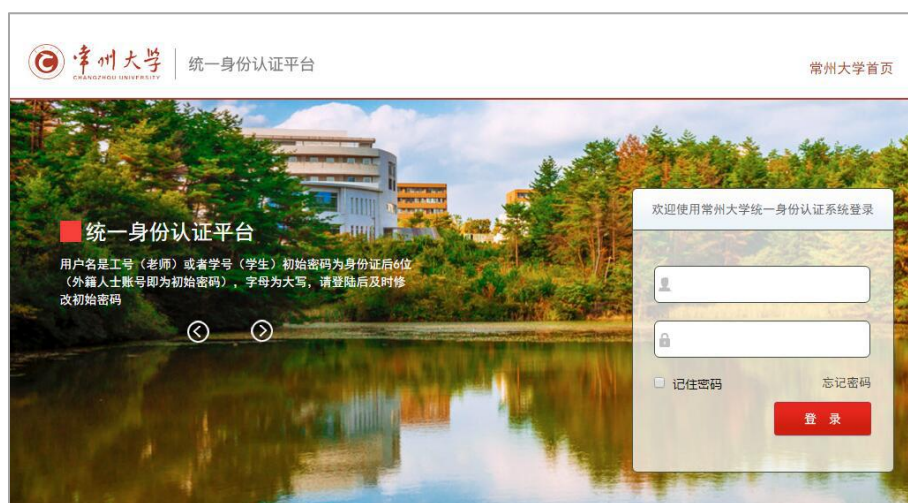 常州大学
CHANGZHOU UNIVERSITY
统一身份认证平台
常州大学首页
统一身份认证平台
用户名是工号（老师）或者学号（学生）初始密码为身份证后6位
（外籍人士账号即为初始密码），字母为大写，请登陆后及时修
改初始密码
欢迎使用常州大学统一身份认证系统登录
记住密码
忘记密码
登 录